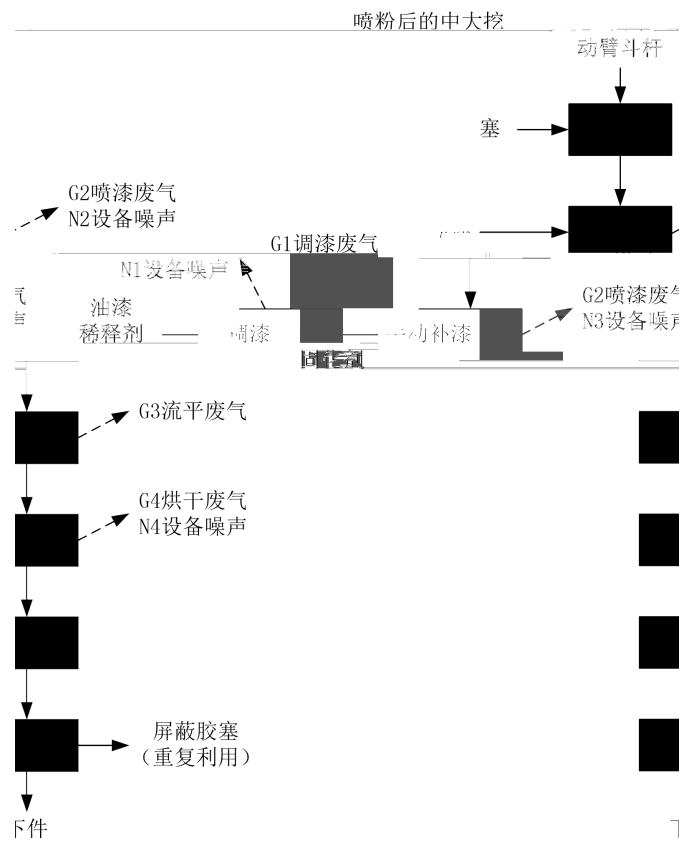 喷粉后的中大挖
动臂斗杆
塞
G2喷漆废气
N2设备噪声
G1调漆废气
N1设备噪声
气
声
油漆
稀释剂
调漆
手动补漆
G2喷漆废气
N3设备噪声
G3流平废气
G4烘干废气
N4设备噪声
屏蔽胶塞
（重复利用）
下件